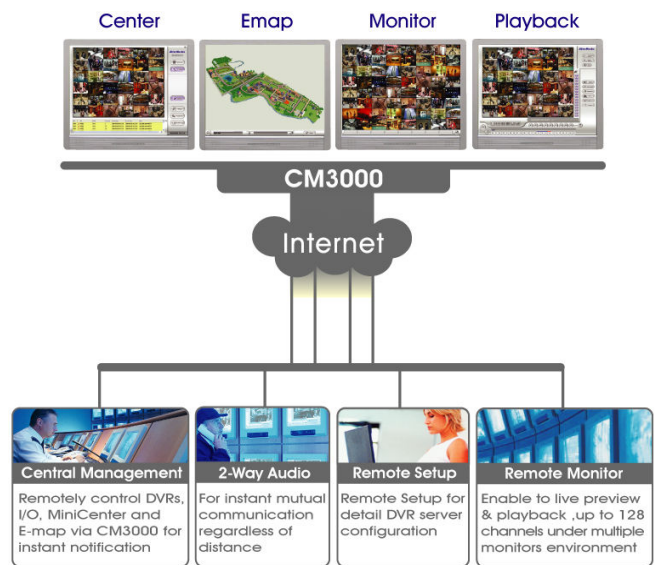 Center
Emap
Monitor
Playback
CM3000
Internet
Central Management
Remotely control DVRs,
I/O, MiniCenter and
E-map via CM3000 for
instant notification
2-Way Audio
For instant mutual
communication
regardless of
distance
Remote Setup
Remote Setup for
detail DVR server
configuration
Remote Monitor
Enable to live preview
& playback ,up to 128
channels under multiple
monitors environment